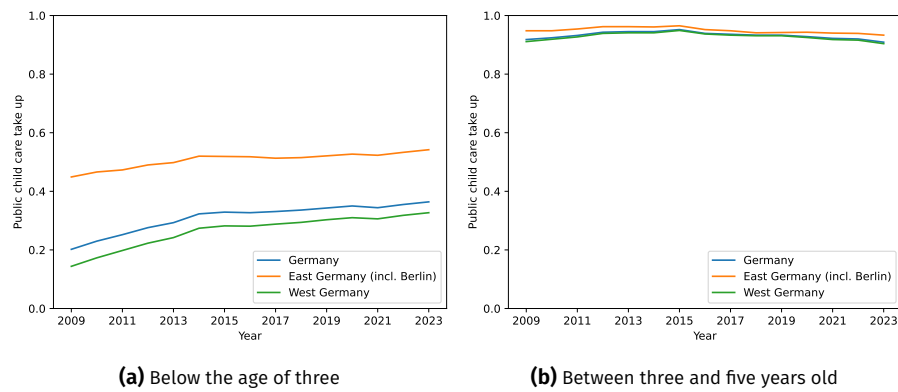 1.0
0.8
0.6
0.4
0.2
0.0
Public child care take up
2009 2011 2013 2015 2017 2019 2021 2023
Year
Germany
East Germany (incl. Berlin)
West Germany
(a) Below the age of three
1.0
0.8
0.6
0.4
0.2
0.0
Public child care take up
2009 2011 2013 2015 2017 2019 2021 2023
Year
Germany
East Germany (incl. Berlin)
West Germany
(b) Between three and five years old